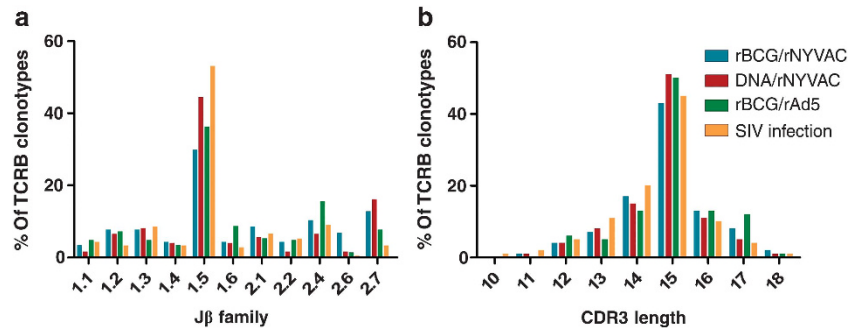 a
% Of TCRB clonotypes
60
40
20
0
1.1 1.2 1.3 1.4 1.5 1.6 2.1 2.2 2.4 2.6 2.7
Jβ family
b
% Of TCRB clonotypes
60
40
20
0
10 11 12 13 14 15 16 17 18
CDR3 length
rBCG/rNYVAC
DNA/rNYVAC
rBCG/rAd5
SIV infection